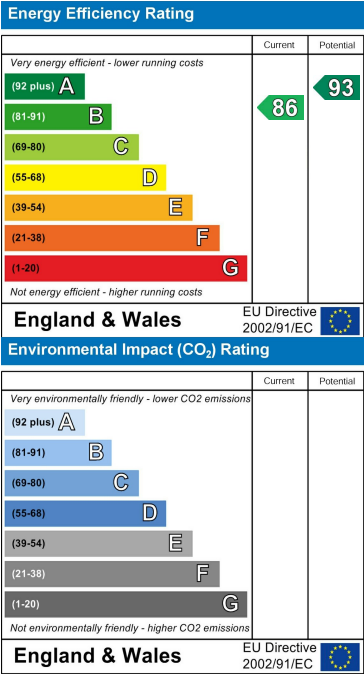 Energy Efficiency Rating
Current Potential
Very energy efficient - lower running costs
(92 plus) A
93
(81-91) B
86
(69-80) C
(55-68) D
(39-54) E
(21-38) F
(1-20) G
Not energy efficient - higher running costs
England & Wales
EU Directive
2002/91/EC
Environmental Impact (CO₂) Rating
Current Potential
Very environmentally friendly - lower CO2 emissions
(92 plus) A
(81-91) B
(69-80) C
(55-68) D
(39-54) E
(21-38) F
(1-20) G
Not environmentally friendly - higher CO2 emissions
England & Wales
EU Directive
2002/91/EC